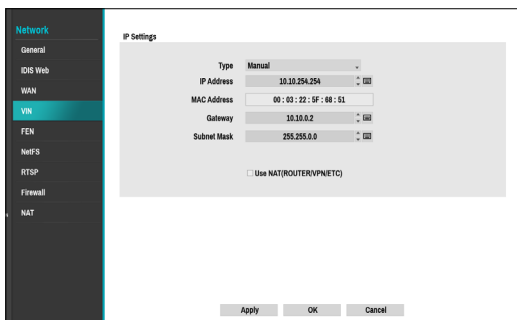 Network
General
IDIS Web
WAN
VIN
FEN
NetFS
RTSP
Firewall
NAT
IP Settings
Type Manual
IP Address 10.10.254.254
MAC Address 00 : 03 : 22 : 5F : 68 : 51
Gateway 10.10.0.2
Subnet Mask 255.255.0.0
Use NAT(ROUTER/VPN/ETC)
Apply OK Cancel